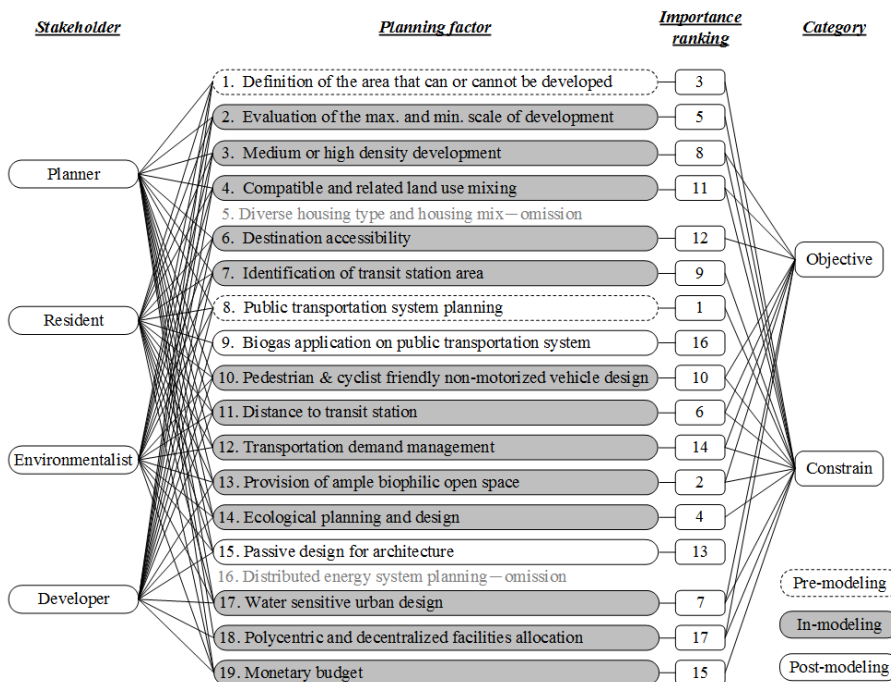 Stakeholder
Planning factor
Importance
ranking
Category
1. Definition of the area that can or cannot be developed
3
2. Evaluation of the max. and min. scale of development
5
3. Medium or high density development
8
Planner
4. Compatible and related land use mixing
11
5. Diverse housing type and housing mix—omission
6. Destination accessibility
12
Objective
7. Identification of transit station area
9
8. Public transportation system planning
1
Resident
9. Biogas application on public transportation system
16
10. Pedestrian & cyclist friendly non-motorized vehicle design
10
11. Distance to transit station
6
12. Transportation demand management
14
Environmentalist
13. Provision of ample biophilic open space
2
Constrain
14. Ecological planning and design
4
15. Passive design for architecture
13
16. Distributed energy system planning—omission
Pre-modeling
Developer
17. Water sensitive urban design
7
In-modeling
18. Polycentric and decentralized facilities allocation
17
19. Monetary budget
15
Post-modeling